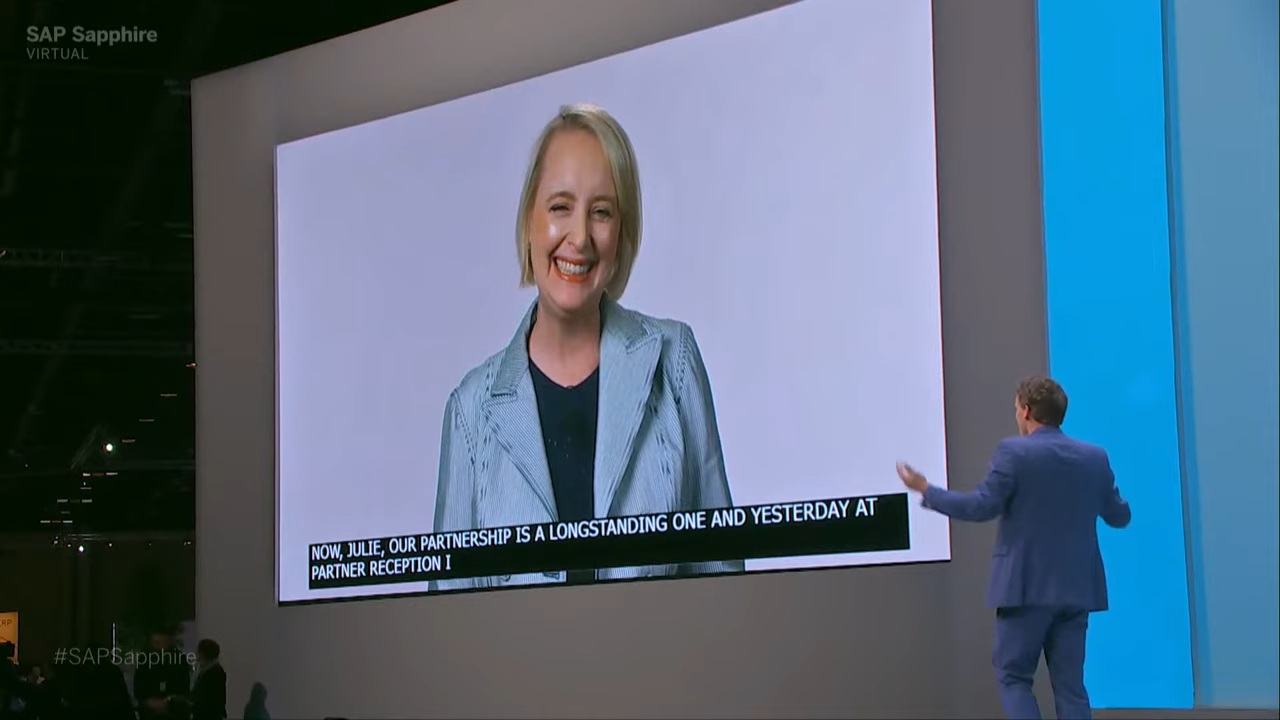 SAP Sapphire
VIRTUAL
NOW, JULIE, OUR PARTNERSHIP IS A LONGSTANDING ONE AND YESTERDAY AT
PARTNER RECEPTION I
#SAPSapphire